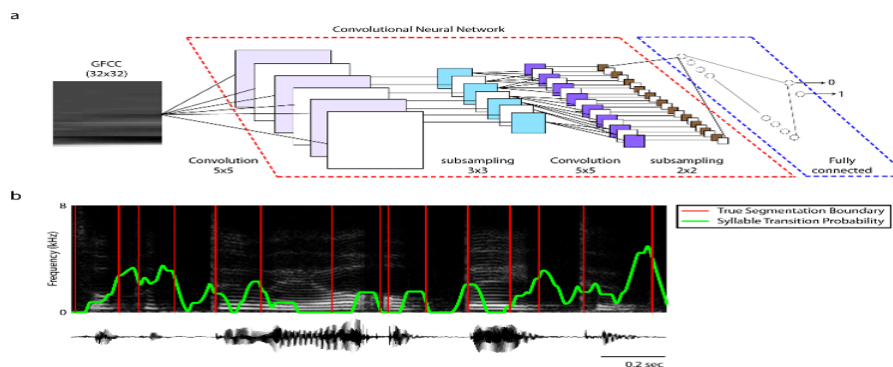 a
Convolutional Neural Network
GFCC
(32x32)
0
1
Convolution
5x5
subsampling
3x3
Convolution
5x5
subsampling
2x2
Fully
connected
b
8
Frequency (kHz)
0
True Segmentation Boundary
Syllable Transition Probability
0.2 sec